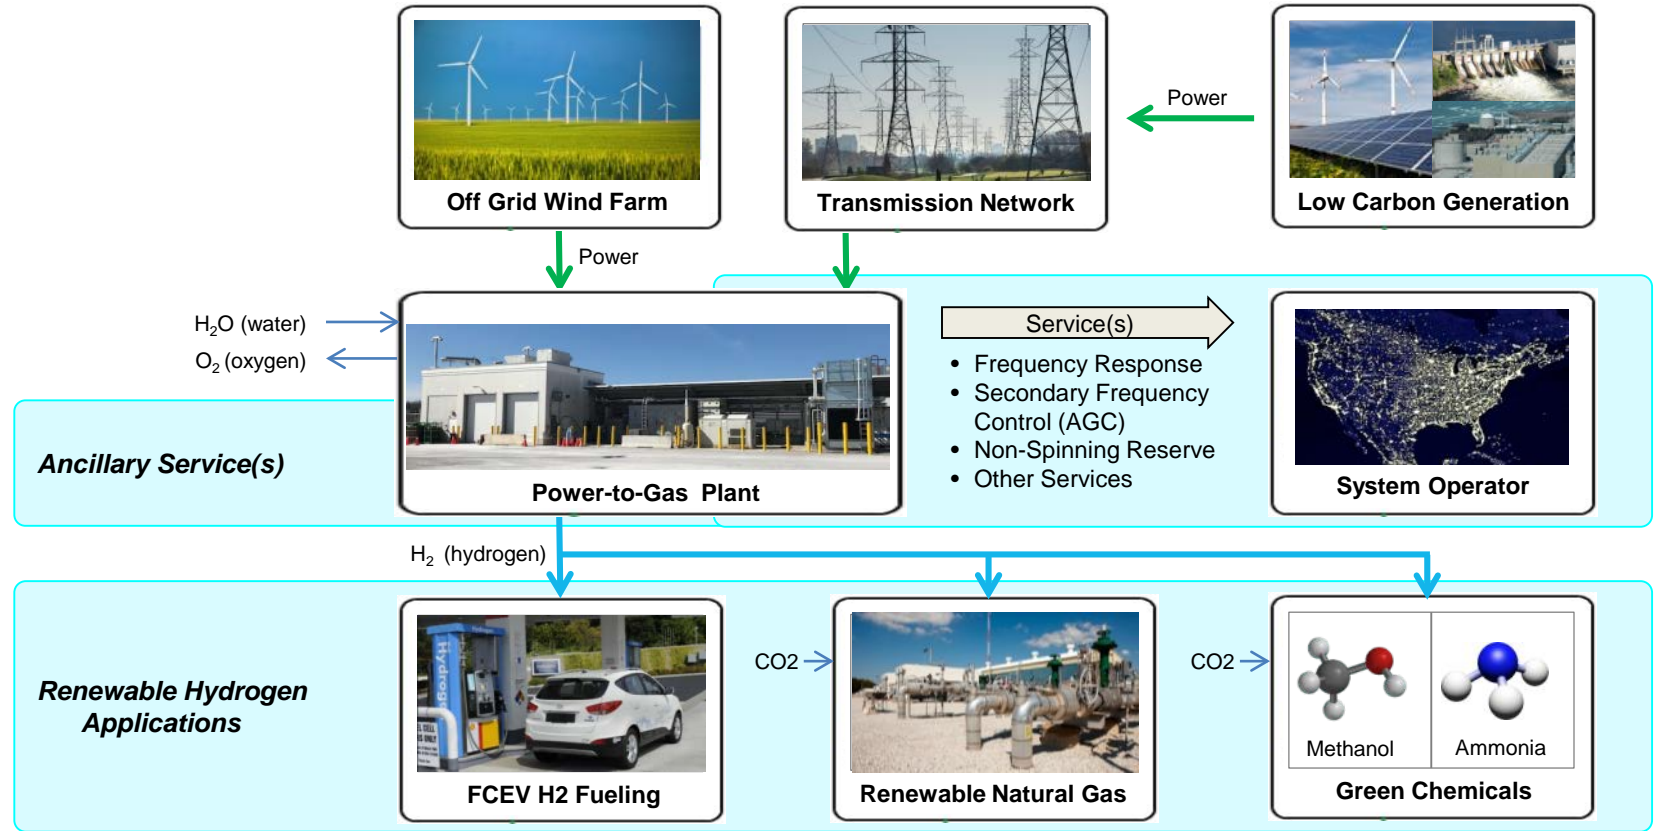 Off Grid Wind Farm
Transmission Network
Power
Low Carbon Generation
Power
H₂O (water)
O₂ (oxygen)
Service(s)
• Frequency Response
• Secondary Frequency
Control (AGC)
• Non-Spinning Reserve
• Other Services
Ancillary Service(s)
Power-to-Gas Plant
System Operator
H₂ (hydrogen)
Renewable Hydrogen
Applications
Hydrogen
CO2
CO2
Methanol
Ammonia
FCEV H2 Fueling
Renewable Natural Gas
Green Chemicals